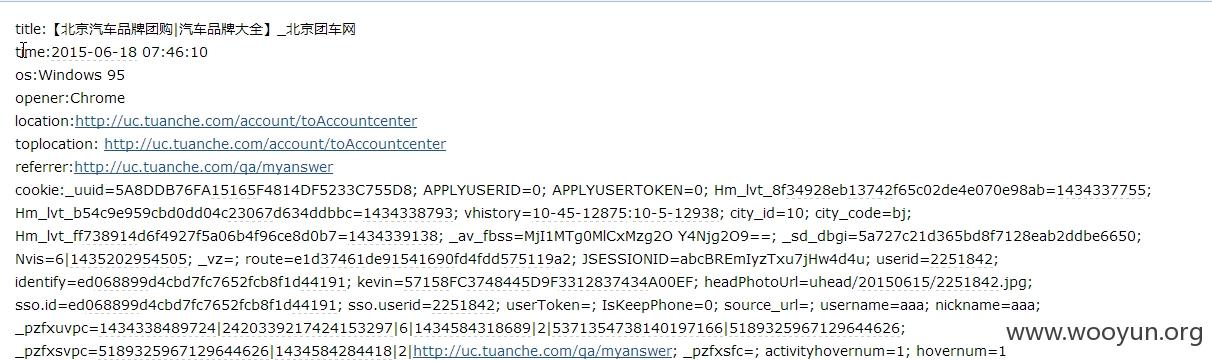 title:【北京汽车品牌团购|汽车品牌大全】_北京团车网
time:2015-06-18 07:46:10
os:Windows 95
opener:Chrome
location:http://uc.tuanche.com/account/toAccountcenter
toplocation: http://uc.tuanche.com/account/toAccountcenter
referrer:http://uc.tuanche.com/qa/myanswer
cookie:_uuid=5A8DDB76FA15165F4814DF5233C755D8; APPLYUSERID=0; APPLYUSERTOKEN=0; Hm_lvt_8f34928eb13742f65c02de4e070e98ab=1434337755;
Hm_lvt_b54c9e959cbd0dd04c23067d634ddbbc=1434338793; vhistory=10-45-12875:10-5-12938; city_id=10; city_code=bj;
Hm_lvt_ff738914d6f4927f5a06b4f96ce8d0b7=1434339138; _av_fbss=MjI1MTg0MlCxMzg2O Y4Njg2O9==; _sd_dbgi=5a727c21d365bd8f7128eab2ddbe6650;
Nvis=6|1435202954505; _vz=; route=e1d37461de91541690fd4fdd575119a2; JSESSIONID=abcBREmIyzTxu7jHw4d4u; userid=2251842;
identify=ed068899d4cbd7fc7652fcb8f1d44191; kevin=57158FC3748445D9F3312837434A00EF; headPhotoUrl=uhead/20150615/2251842.jpg;
sso.id=ed068899d4cbd7fc7652fcb8f1d44191; sso.userid=2251842; userToken=; IsKeepPhone=0; source_url=; username=aaa; nickname=aaa;
_pzfxuvpc=1434338489724|2420339217424153297|6|1434584318689|2|5371354738140197166|5189325967129644626;
_pzfxsvpc=5189325967129644626|1434584284418|2|http://uc.tuanche.com/qa/myanswer; _pzfxsfc=; activityhovernum=1; hovernum=1
www.wooyun.org